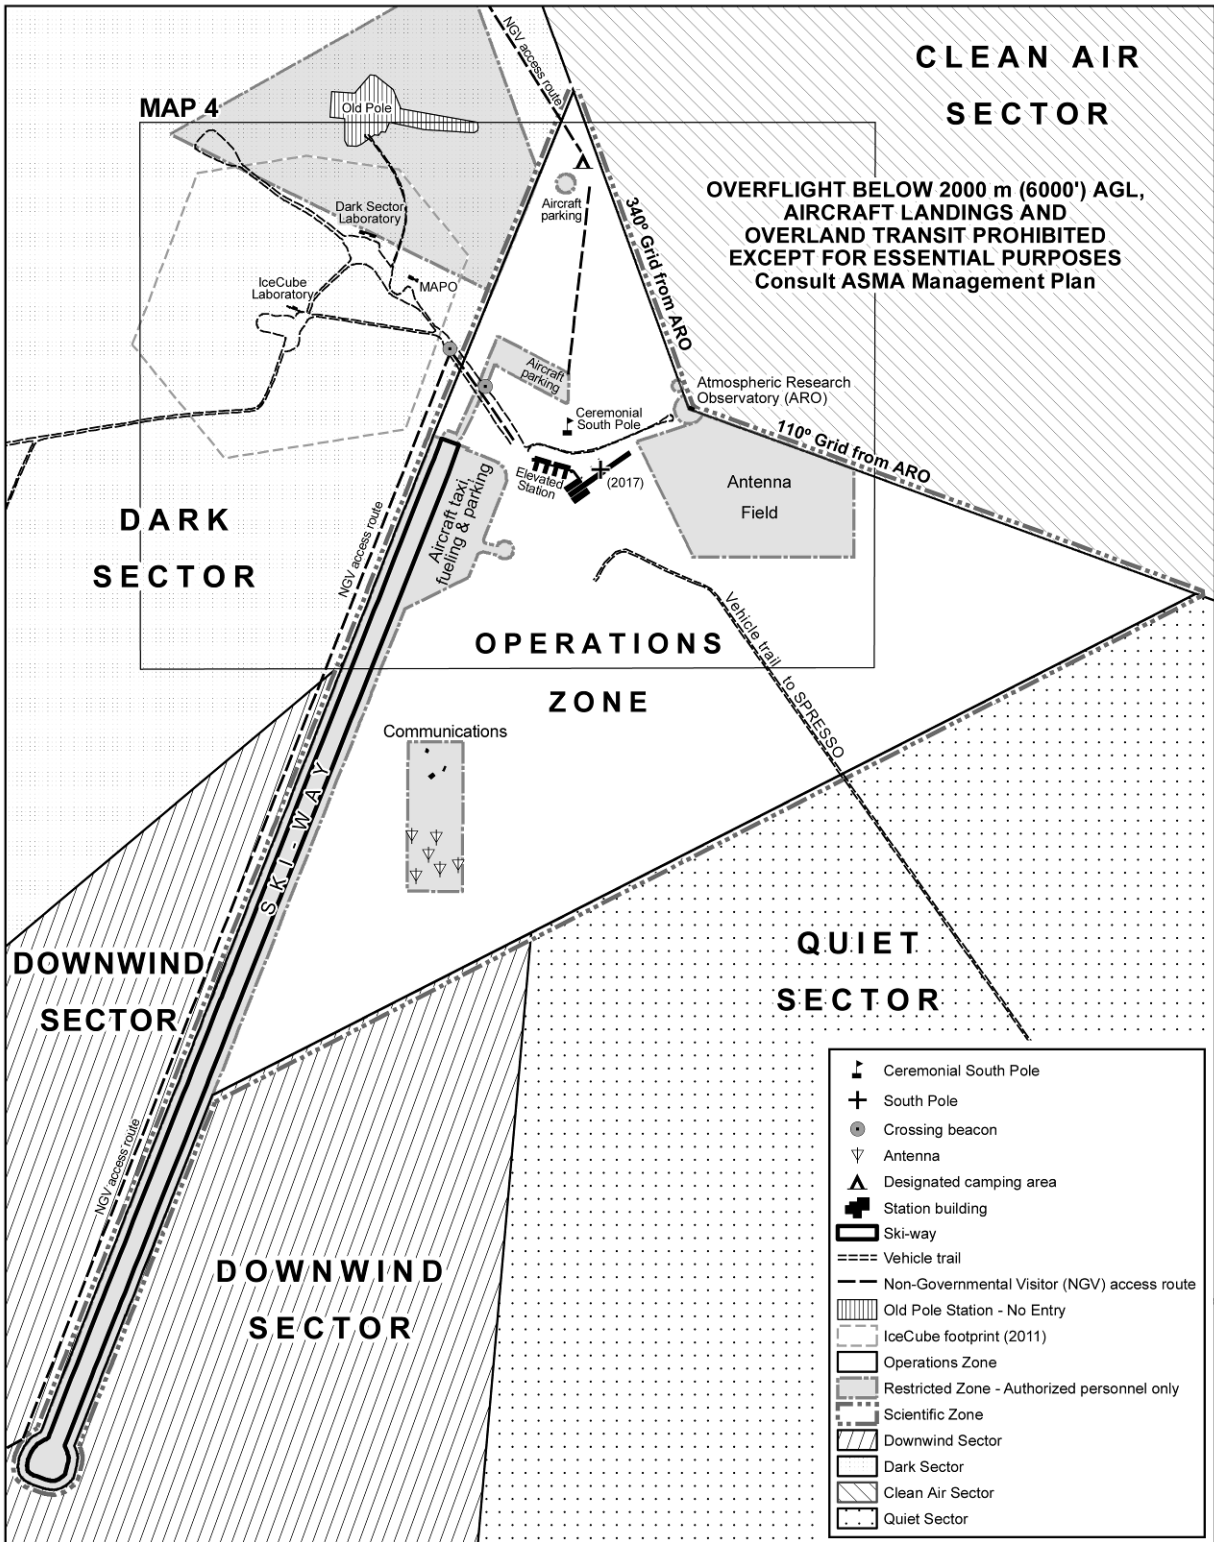 NGV access route
CLEAN AIR
SECTOR
MAP 4
Old Pole
OVERFLIGHT BELOW 2000 m (6000') AGL,
AIRCRAFT LANDINGS AND
OVERLAND TRANSIT PROHIBITED
EXCEPT FOR ESSENTIAL PURPOSES
Consult ASMA Management Plan
Aircraft
parking
Dark Sector
Laboratory
340º Grid from ARO
IceCube
Laboratory
MAPO
Aircraft
parking
Atmospheric Research
Observatory (ARO)
Ceremonial
South Pole
110º Grid from ARO
Elevated
Station
(2017)
Antenna
Field
Aircraft taxi,
fueling & parking
DARK
SECTOR
NGV access route
OPERATIONS
ZONE
Vehicle trail to SPRESSO
Communications
SKI-WAY
DOWNWIND
SECTOR
QUIET
SECTOR
NGV access route
DOWNWIND
SECTOR
Ceremonial South Pole
South Pole
Crossing beacon
Antenna
Designated camping area
Station building
Ski-way
Vehicle trail
Non-Governmental Visitor (NGV) access route
Old Pole Station - No Entry
IceCube footprint (2011)
Operations Zone
Restricted Zone - Authorized personnel only
Scientific Zone
Downwind Sector
Dark Sector
Clean Air Sector
Quiet Sector